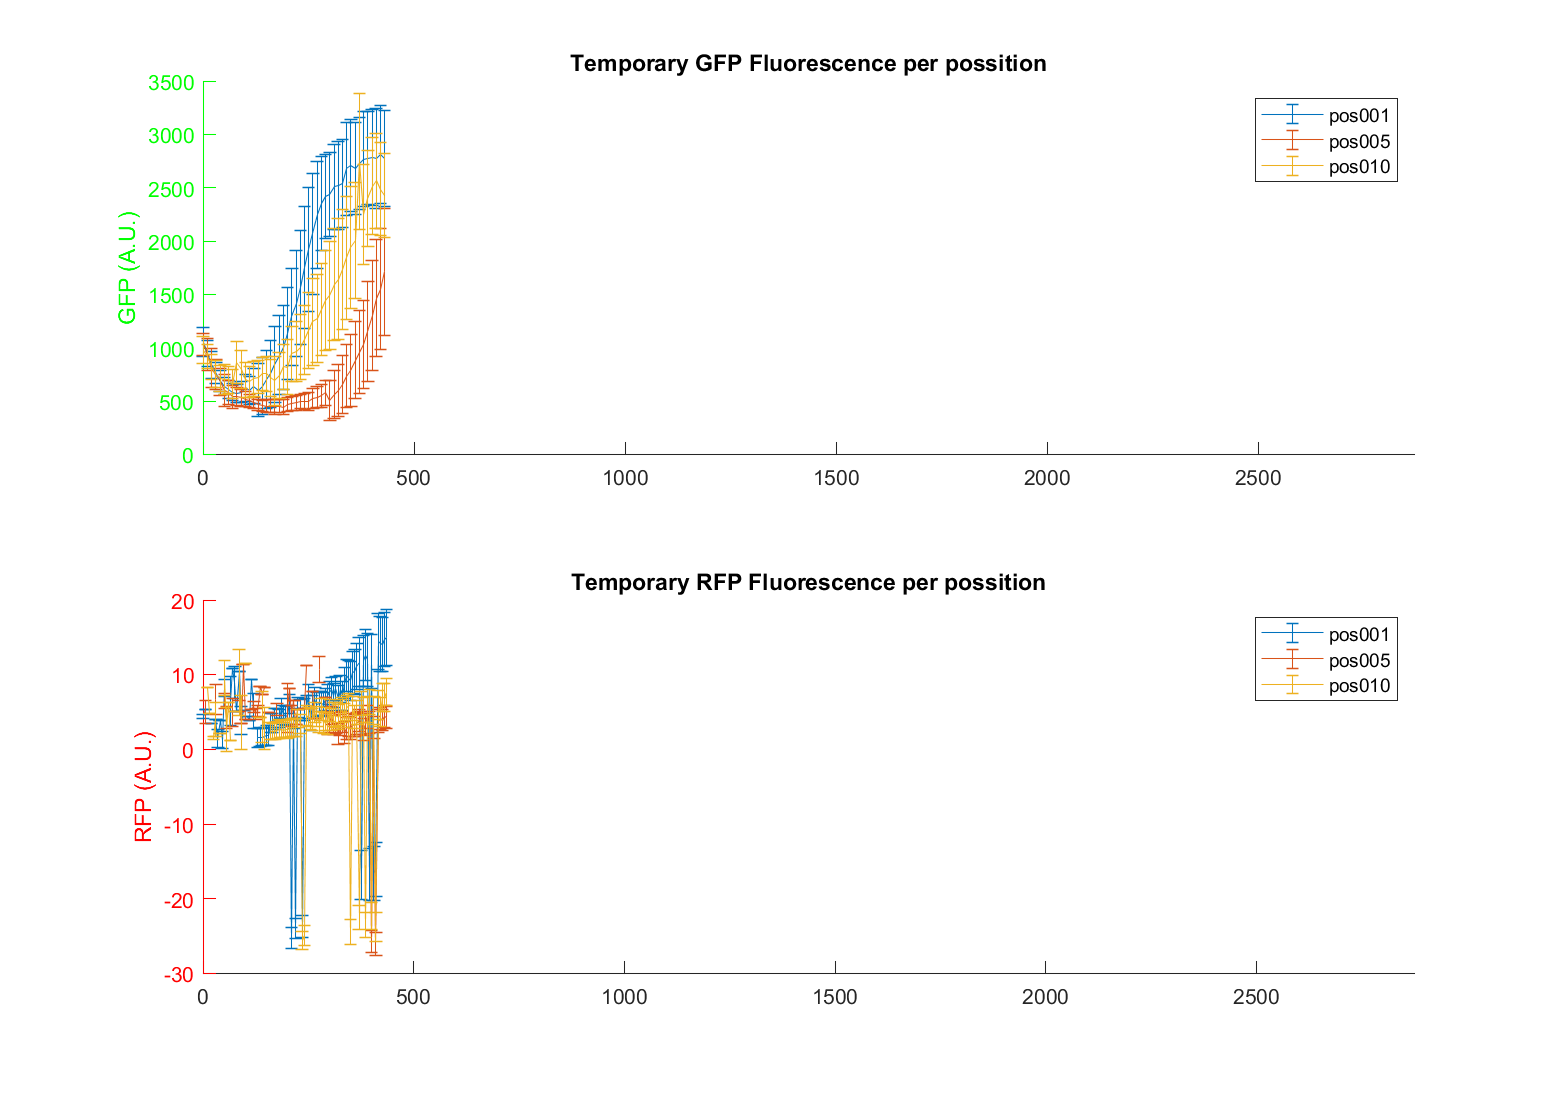 Temporary GFP Fluorescence per possition
3500
3000
2500
2000
1500
1000
500
0
GFP (A.U.)
pos001
pos005
pos010
0 500 1000 1500 2000 2500
Temporary RFP Fluorescence per possition
20
10
0
-10
-20
-30
RFP (A.U.)
pos001
pos005
pos010
0 500 1000 1500 2000 2500